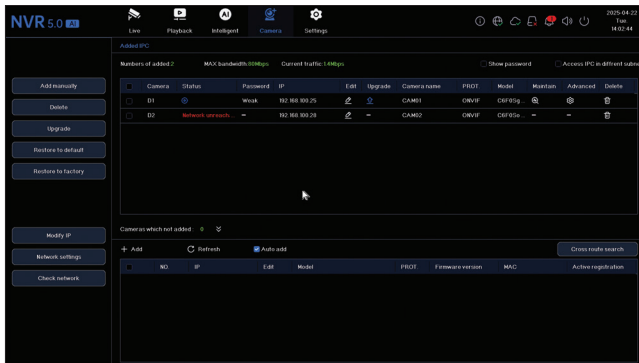 NVR 5.0 AI
Live Playback Intelligent Camera Settings
2025-04-22
Tue.
14:02:44
Added IPC
Numbers of added:2 MAX bandwidth:80Mbps Current traffic:1.4Mbps Show password Access IPC in diffrent subne
Add manually
Delete
Upgrade
Restore to default
Restore to factory
Modify IP
Network settings
Check network
Camera Status Password IP Edit Upgrade Camera name PROT. Model Maintain Advanced Delete
D1 Weak 192.168.100.25 CAM01 ONVIF C6F0Sg...
D2 Network unreach... – 192.168.100.28 – CAM02 ONVIF C6F0So... – –
Cameras which not added: 0
+ Add Refresh Auto add Cross route search
NO. IP Edit Model PROT. Firmware version MAC Active registration